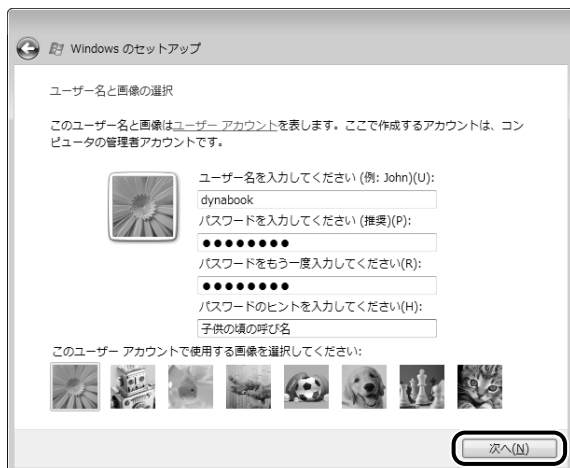 Windows のセットアップ
ユーザー名と画像の選択
このユーザー名と画像はユーザー アカウントを表します。ここで作成するアカウントは、コン
ピュータの管理者アカウントです。
ユーザー名を入力してください (例: John)(U):
dynabook
パスワードを入力してください (推奨)(P):
●●●●●●●●
パスワードをもう一度入力してください(R):
●●●●●●●●
パスワードのヒントを入力してください(H):
子供の頃の呼び名
このユーザー アカウントで使用する画像を選択してください:
次へ(N)